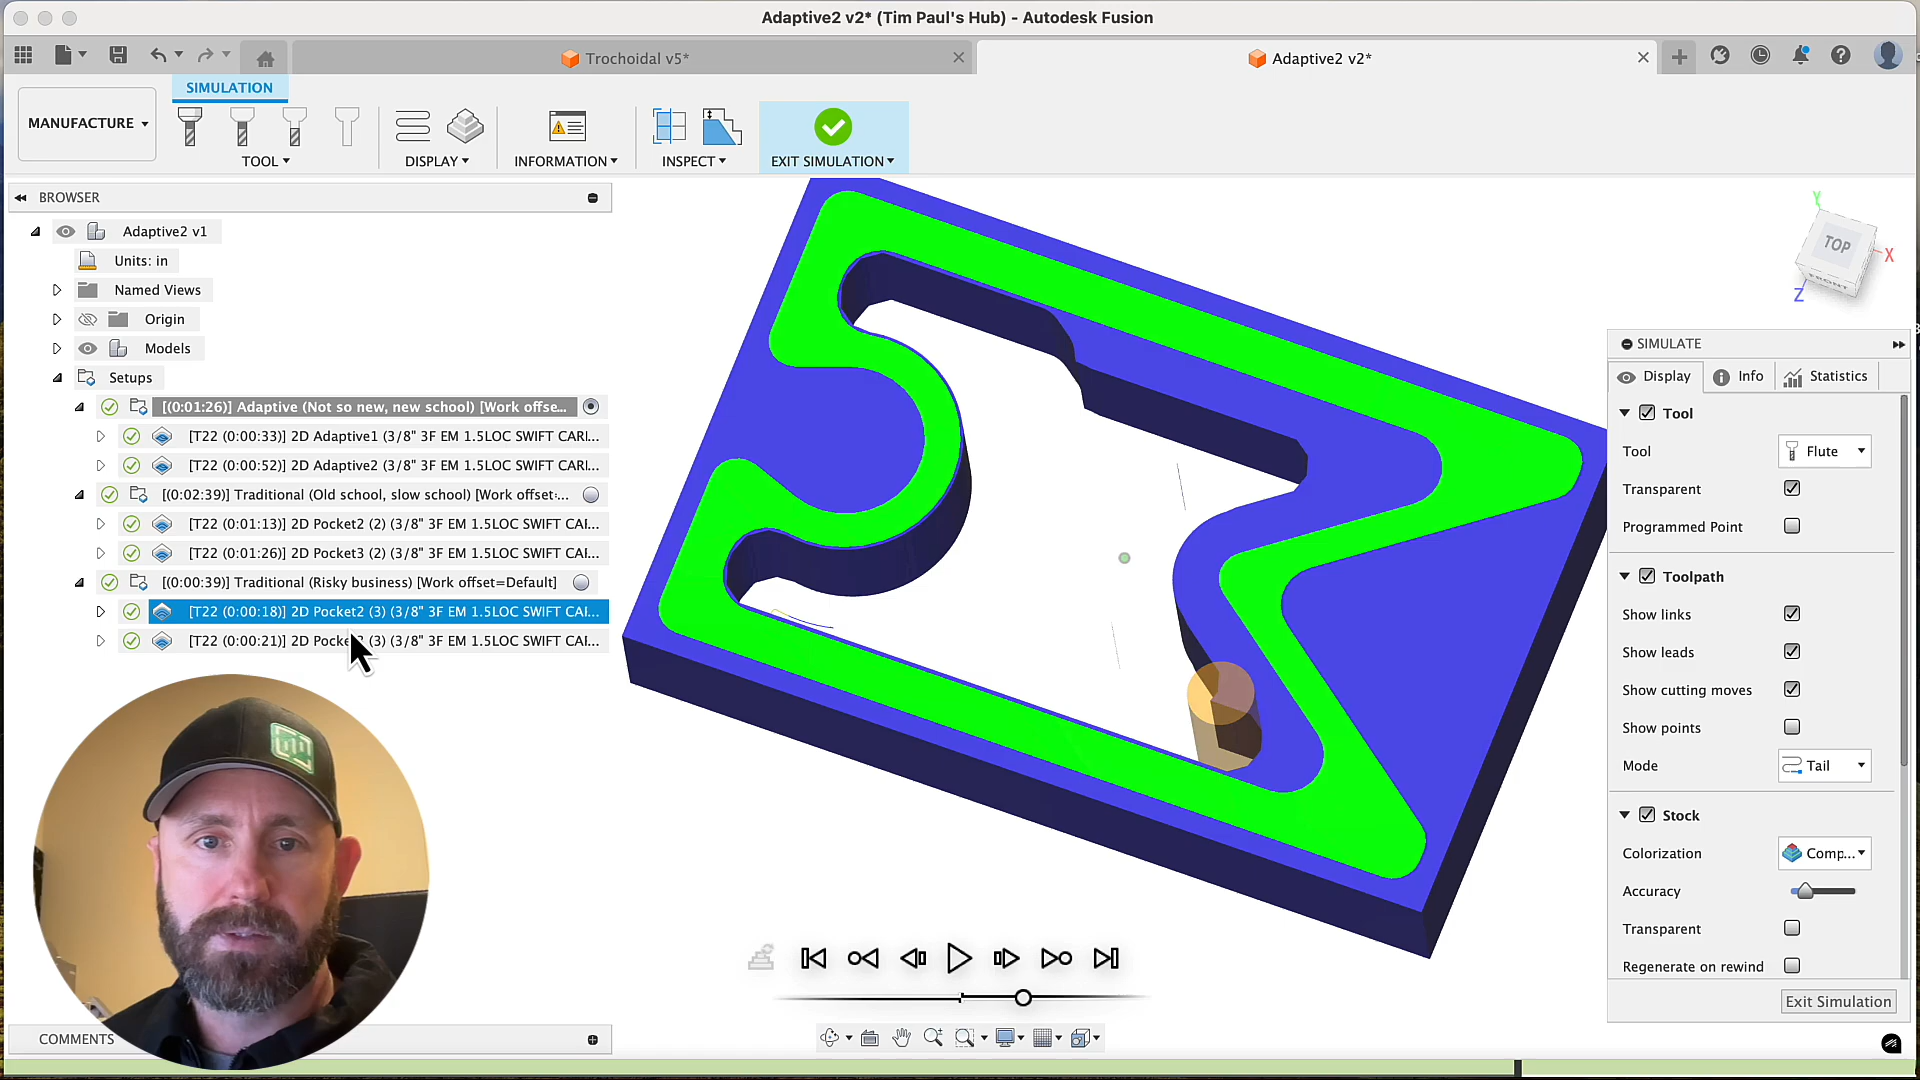 Adaptive2 v2* (Tim Paul's Hub) - Autodesk Fusion
Trochoidal v5*
Adaptive2 v2*
SIMULATION
MANUFACTURE
TOOL
DISPLAY
INFORMATION
INSPECT
EXIT SIMULATION
BROWSER
Adaptive2 v1
Units: in
Named Views
Origin
Models
Setups
[(0:01:26)] Adaptive (Not so new, new school) [Work offse...
[T22 (0:00:33)] 2D Adaptive1 (3/8" 3F EM 1.5LOC SWIFT CARI...
[T22 (0:00:52)] 2D Adaptive2 (3/8" 3F EM 1.5LOC SWIFT CARI...
[(0:02:39)] Traditional (Old school, slow school) [Work offset:...
[T22 (0:01:13)] 2D Pocket2 (2) (3/8" 3F EM 1.5LOC SWIFT CAI...
[T22 (0:01:26)] 2D Pocket3 (2) (3/8" 3F EM 1.5LOC SWIFT CAI...
[(0:00:39)] Traditional (Risky business) [Work offset=Default]
[T22 (0:00:18)] 2D Pocket2 (3) (3/8" 3F EM 1.5LOC SWIFT CAI...
[T22 (0:00:21)] 2D (3) (3/8" 3F EM 1.5LOC SWIFT CAI...
COMMENTS
Y
TOP
X
FRONT
Z
SIMULATE
Display
Info
Statistics
Tool
Tool
Flute
Transparent
Programmed Point
Toolpath
Show links
Show leads
Show cutting moves
Show points
Mode
Tail
Stock
Colorization
Comp...
Accuracy
Transparent
Regenerate on rewind
Exit Simulation